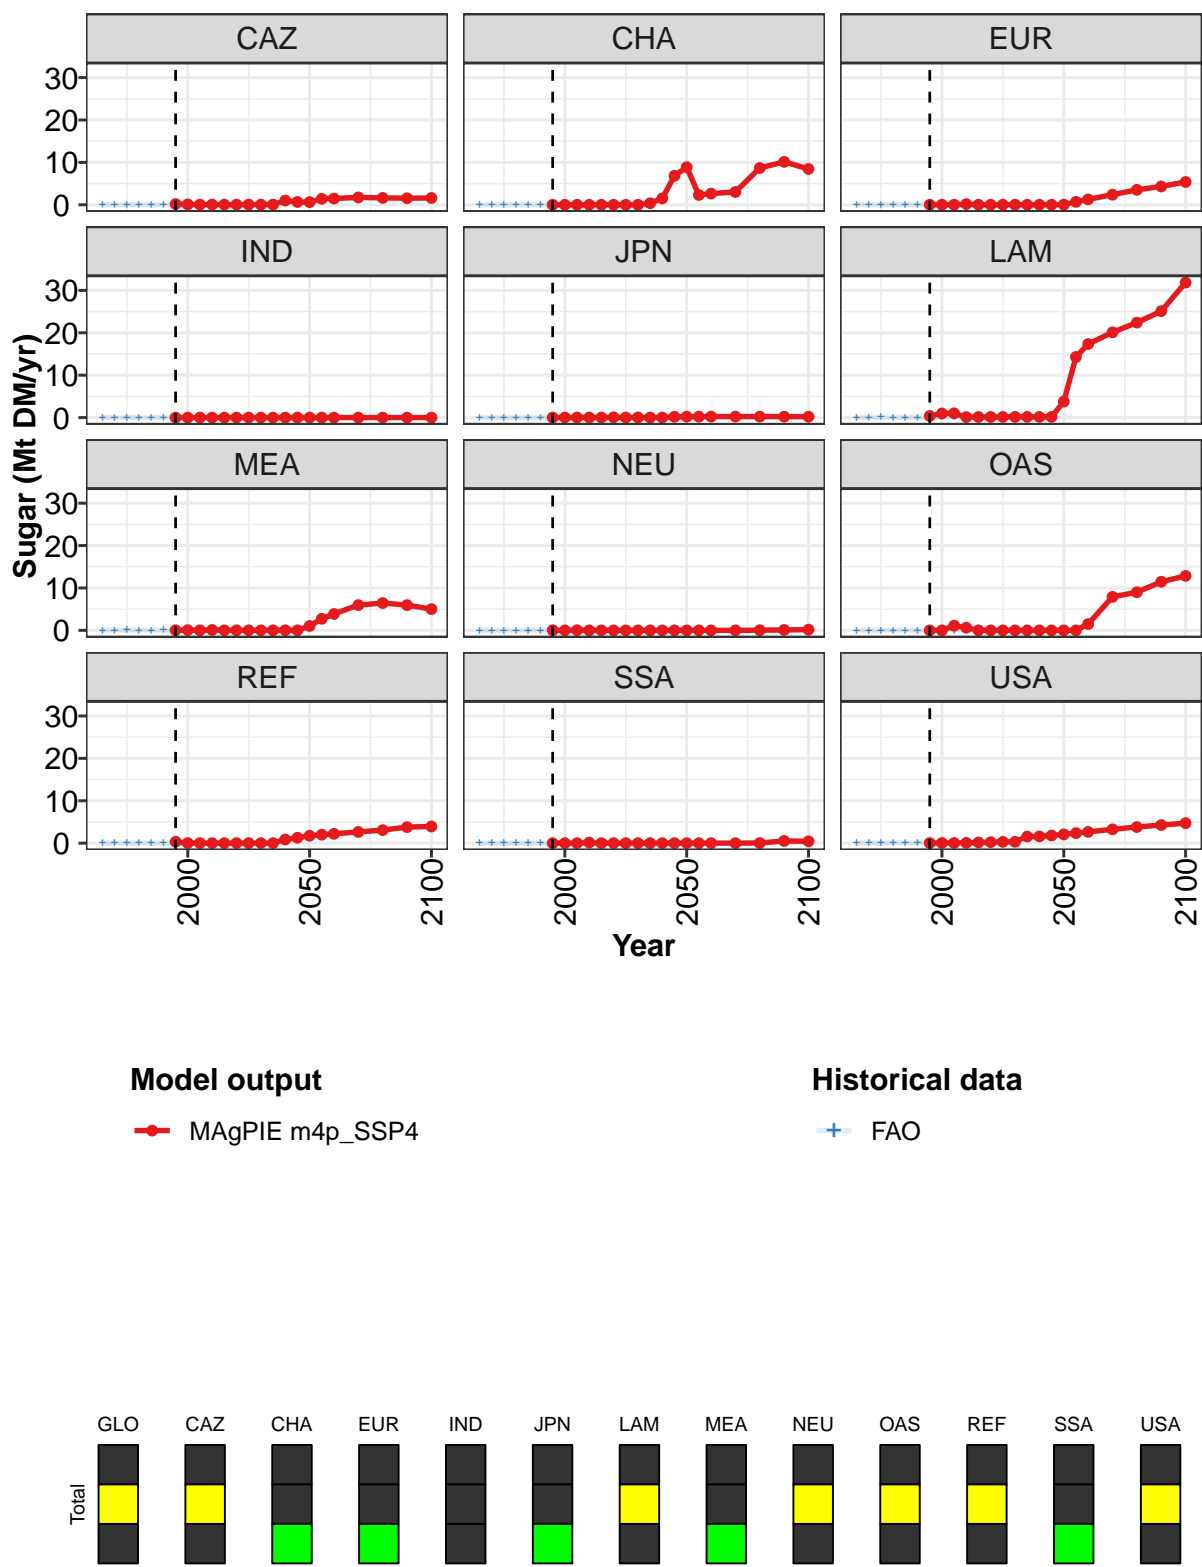 CAZ CHA EUR
30
20
10
0
IND JPN LAM
30
20
10
0
MEA NEU OAS
30
20
10
0
REF SSA USA
30
20
10
0
Sugar (Mt DM/yr)
2000 2050 2100 2000 2050 2100 2000 2050 2100
Year
Model output Historical data
MAgPIE m4p_SSP4 FAO
GLO CAZ CHA EUR IND JPN LAM MEA NEU OAS REF SSA USA
Total